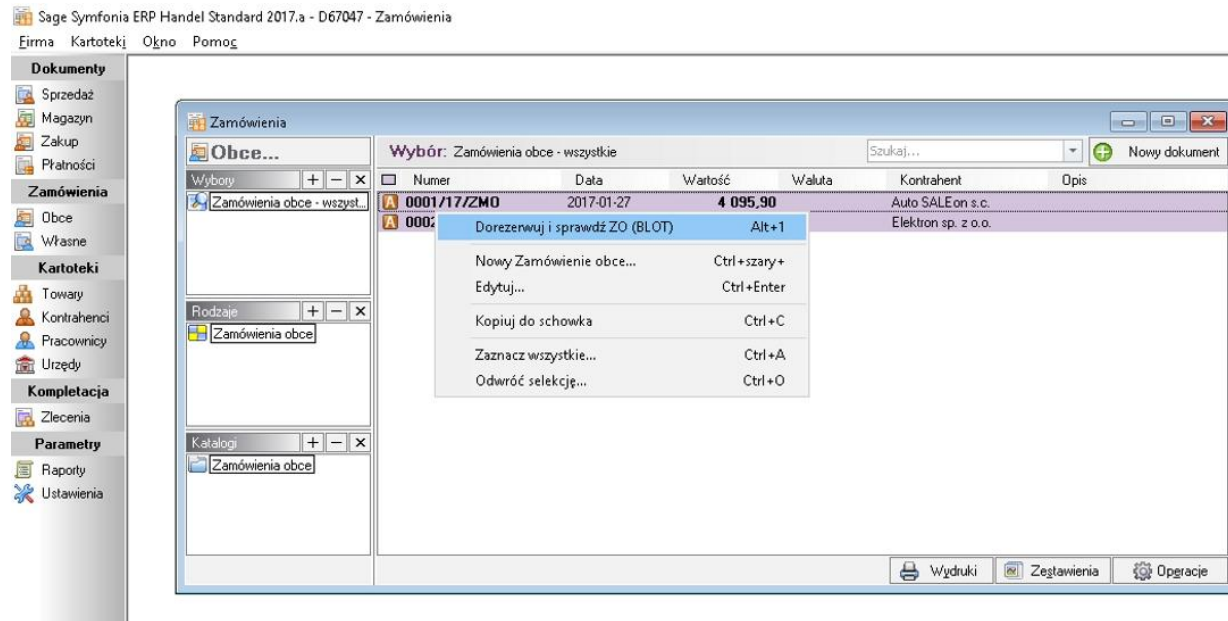 Sage Symfonia ERP Handel Standard 2017.a - D67047 - Zamówienia
Firma Kartoteki Okno Pomoc
Dokumenty
Sprzedaż
Magazyn
Zakup
Płatności
Zamówienia
Obce
Własne
Kartoteki
Towary
Kontrahenci
Pracownicy
Urzędy
Kompletacja
Zlecenia
Parametry
Raporty
Ustawienia
Zamówienia
Obce...
Wybór: Zamówienia obce - wszystkie
Szukaj...
Nowy dokument
Wybory
Zamówienia obce - wszyst...
Rodzaje
Zamówienia obce
Katalogi
Zamówienia obce
Numer Data Wartość Waluta Kontrahent Opis
A 0001/17/ZMO 2017-01-27 4 095,90 Auto SALEon s.c.
A 0002 Elektron sp. z o.o.
Dorezerwuj i sprawdź ZO (BLOT) Alt+1
Nowy Zamówienie obce... Ctrl+szary+
Edytuj... Ctrl+Enter
Kopiuj do schowka Ctrl+C
Zaznacz wszystkie... Ctrl+A
Odwróć selekcję... Ctrl+O
Wydruki Zestawienia Operacje